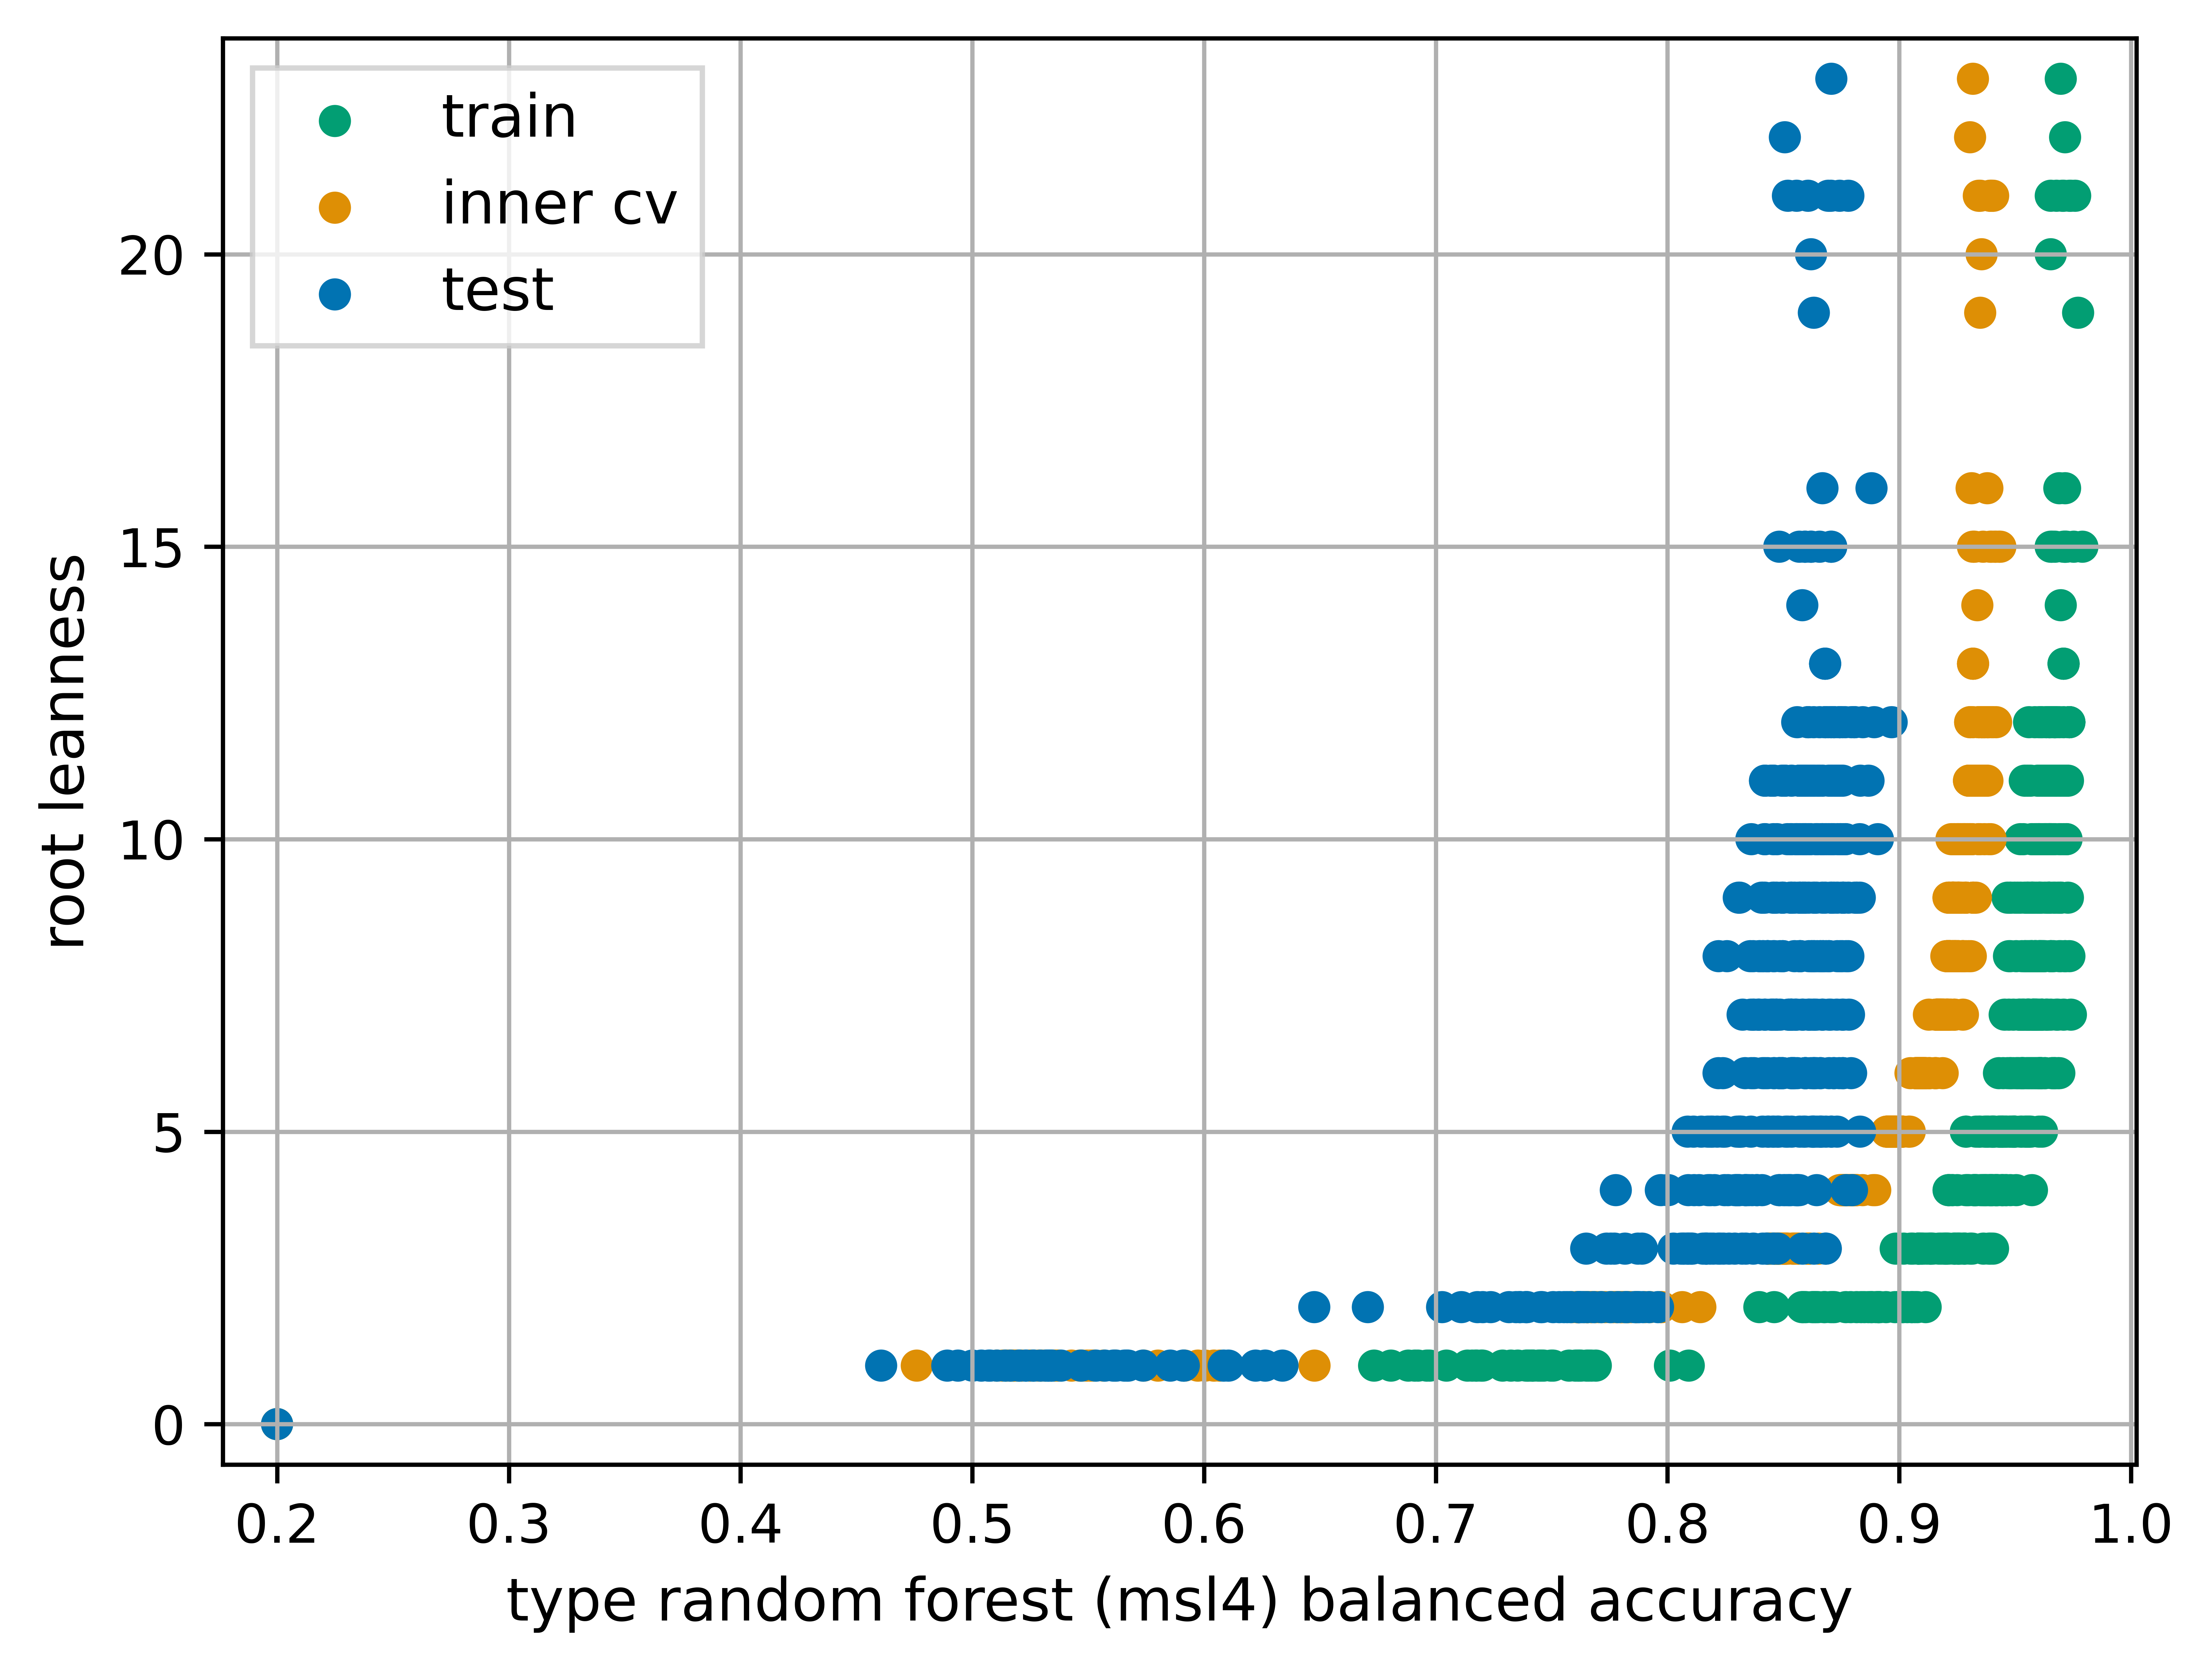 train
inner cv
test
20
15
10
5
0
root leanness
0.2 0.3 0.4 0.5 0.6 0.7 0.8 0.9 1.0
type random forest (msl4) balanced accuracy